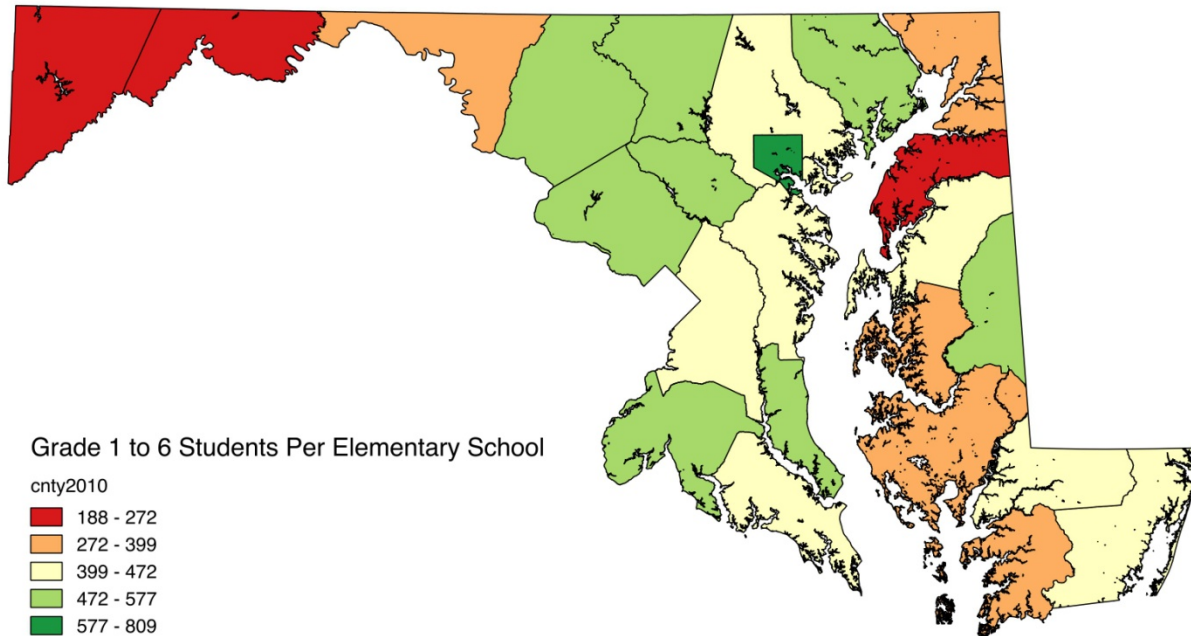 Grade 1 to 6 Students Per Elementary School
cnty2010
188 - 272
272 - 399
399 - 472
472 - 577
577 - 809